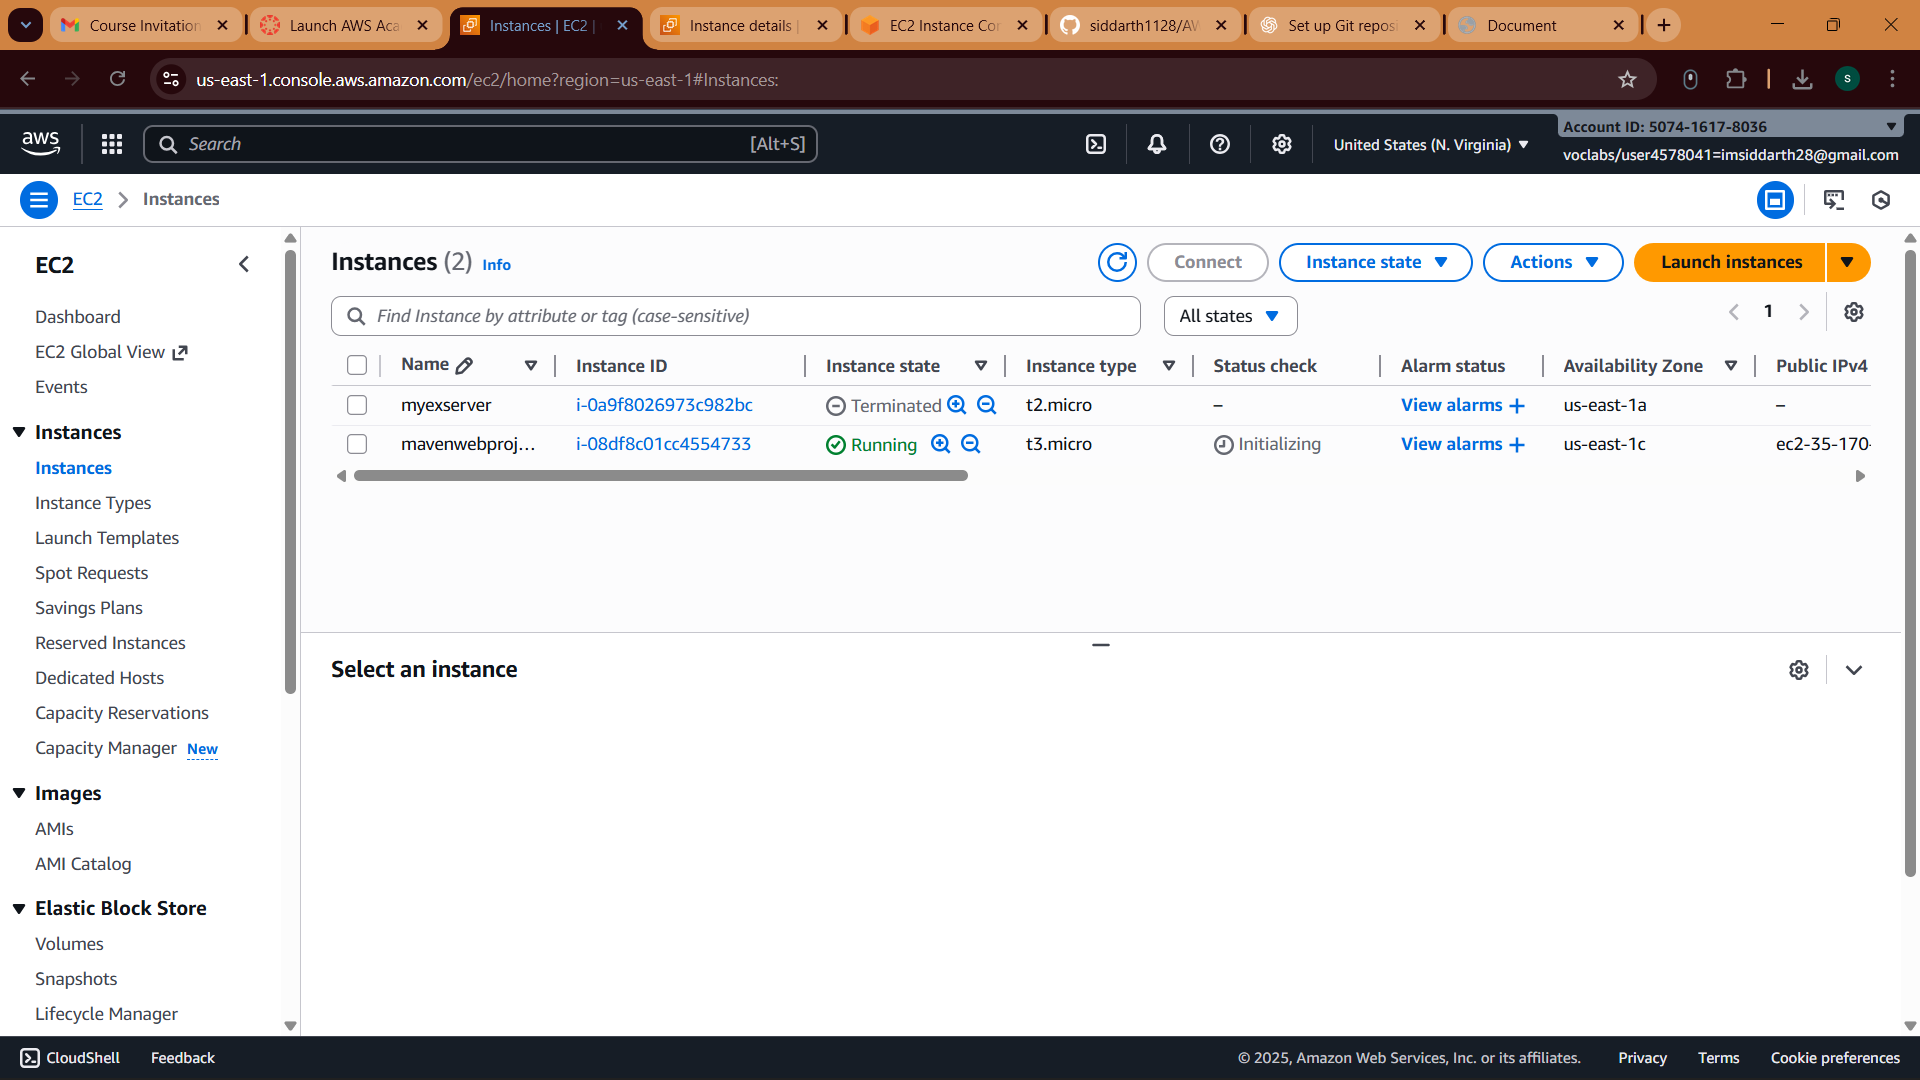 Course Invitation
Launch AWS Aca
Instances | EC2 |
Instance details |
EC2 Instance Con
siddarth1128/AW
Set up Git reposi
Document
us-east-1.console.aws.amazon.com/ec2/home?region=us-east-1#Instances:
S
aws
Search
[Alt+S]
United States (N. Virginia)
Account ID: 5074-1617-8036
voclabs/user4578041=imsiddarth28@gmail.com
EC2
Instances
EC2
Dashboard
EC2 Global View
Events
Instances
Instances
Instance Types
Launch Templates
Spot Requests
Savings Plans
Reserved Instances
Dedicated Hosts
Capacity Reservations
Capacity Manager New
Images
AMIs
AMI Catalog
Elastic Block Store
Volumes
Snapshots
Lifecycle Manager
Instances (2) Info
Connect
Instance state
Actions
Launch instances
Find Instance by attribute or tag (case-sensitive)
All states
1
Name Instance ID Instance state Instance type Status check Alarm status Availability Zone Public IPv4
myexserver i-0a9f8026973c982bc Terminated t2.micro – View alarms + us-east-1a –
mavenwebproj... i-08df8c01cc4554733 Running t3.micro Initializing View alarms + us-east-1c ec2-35-170-
Select an instance
CloudShell
Feedback
© 2025, Amazon Web Services, Inc. or its affiliates.
Privacy
Terms
Cookie preferences